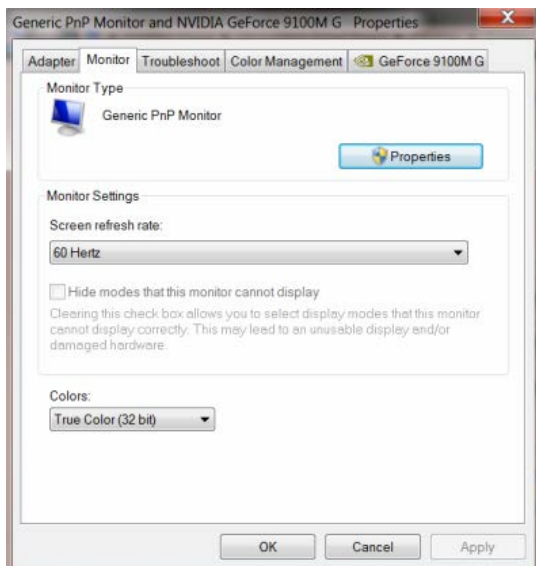 Generic PnP Monitor and NVIDIA GeForce 9100M G Properties
Adapter Monitor Troubleshoot Color Management GeForce 9100M G
Monitor Type
Generic PnP Monitor
Properties
Monitor Settings
Screen refresh rate:
60 Hertz
Hide modes that this monitor cannot display
Clearing this check box allows you to select display modes that this monitor
cannot display correctly. This may lead to an unusable display and/or
damaged hardware.
Colors:
True Color (32 bit)
OK Cancel Apply